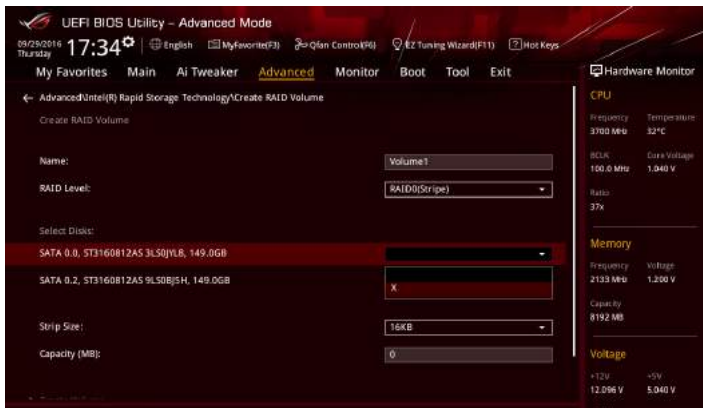 UEFI BIOS Utility – Advanced Mode
09/29/2016 Thursday 17:34 English MyFavorite(F3) Qfan Control(F6) EZ Tuning Wizard(F11) ? Hot Keys
My Favorites Main Ai Tweaker Advanced Monitor Boot Tool Exit
Hardware Monitor
← Advanced\Intel(R) Rapid Storage Technology\Create RAID Volume
Create RAID Volume
Name: Volume1
RAID Level: RAID0(Stripe)
Select Disks:
SATA 0.0, ST3160812AS 3LS0JYLB, 149.0GB
SATA 0.2, ST3160812AS 9LS0BJSH, 149.0GB
X
Strip Size: 16KB
Capacity (MB): 0
CPU
Frequency Temperature
3700 MHz 32°C
BCLK Core Voltage
100.0 MHz 1.040 V
Ratio
37x
Memory
Frequency Voltage
2133 MHz 1.200 V
Capacity
8192 MB
Voltage
+12V +5V
12.096 V 5.040 V